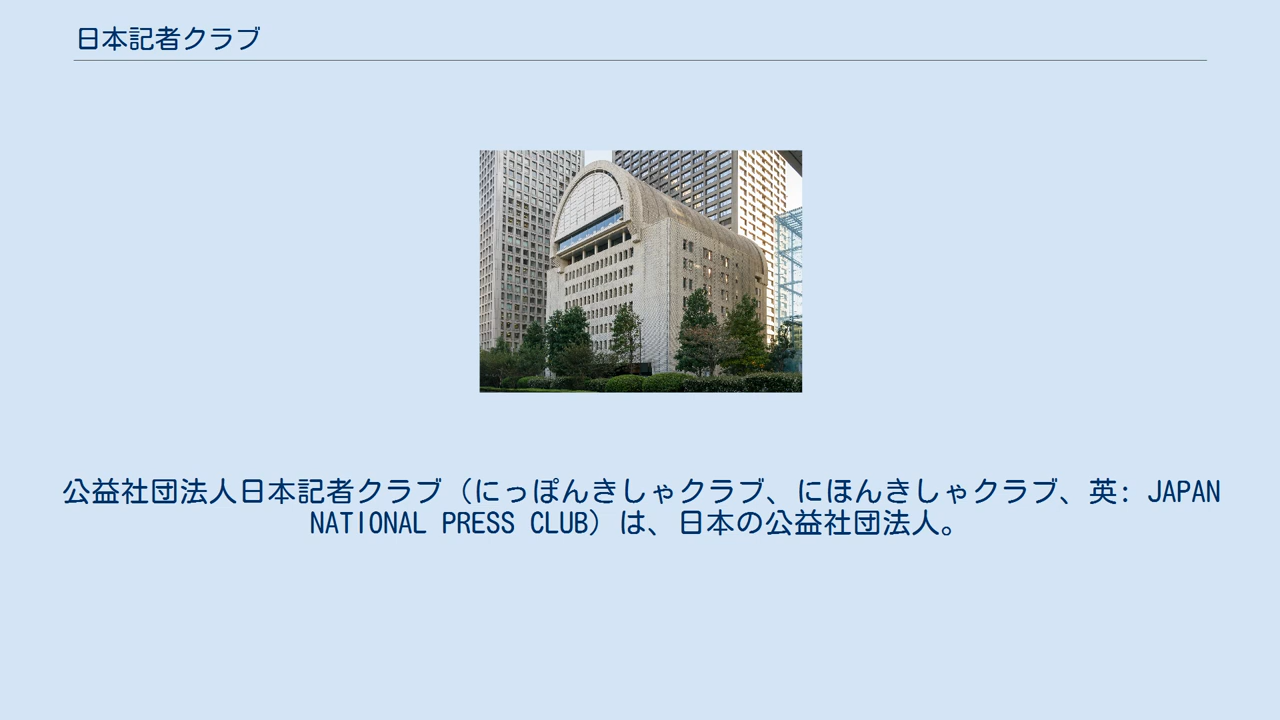 日本記者クラブ
公益社団法人日本記者クラブ（にっぽんきしゃクラブ、にほんきしゃクラブ、英: JAPAN
NATIONAL PRESS CLUB）は、日本の公益社団法人。